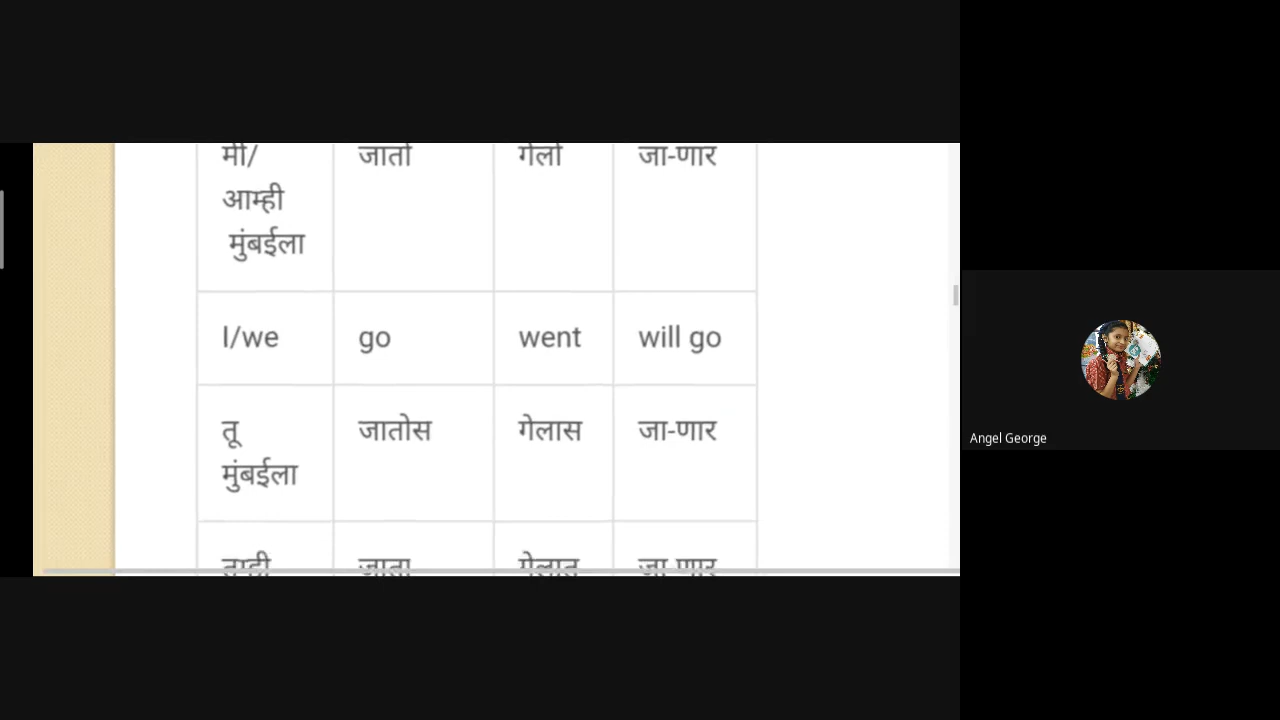 मी/ जातो गेलो जा-णार
आम्ही
मुंबईला
I/we go went will go
तू जातोस गेलास जा-णार
मुंबईला
तुम्ही जाता गेलात जा-णार
Angel George